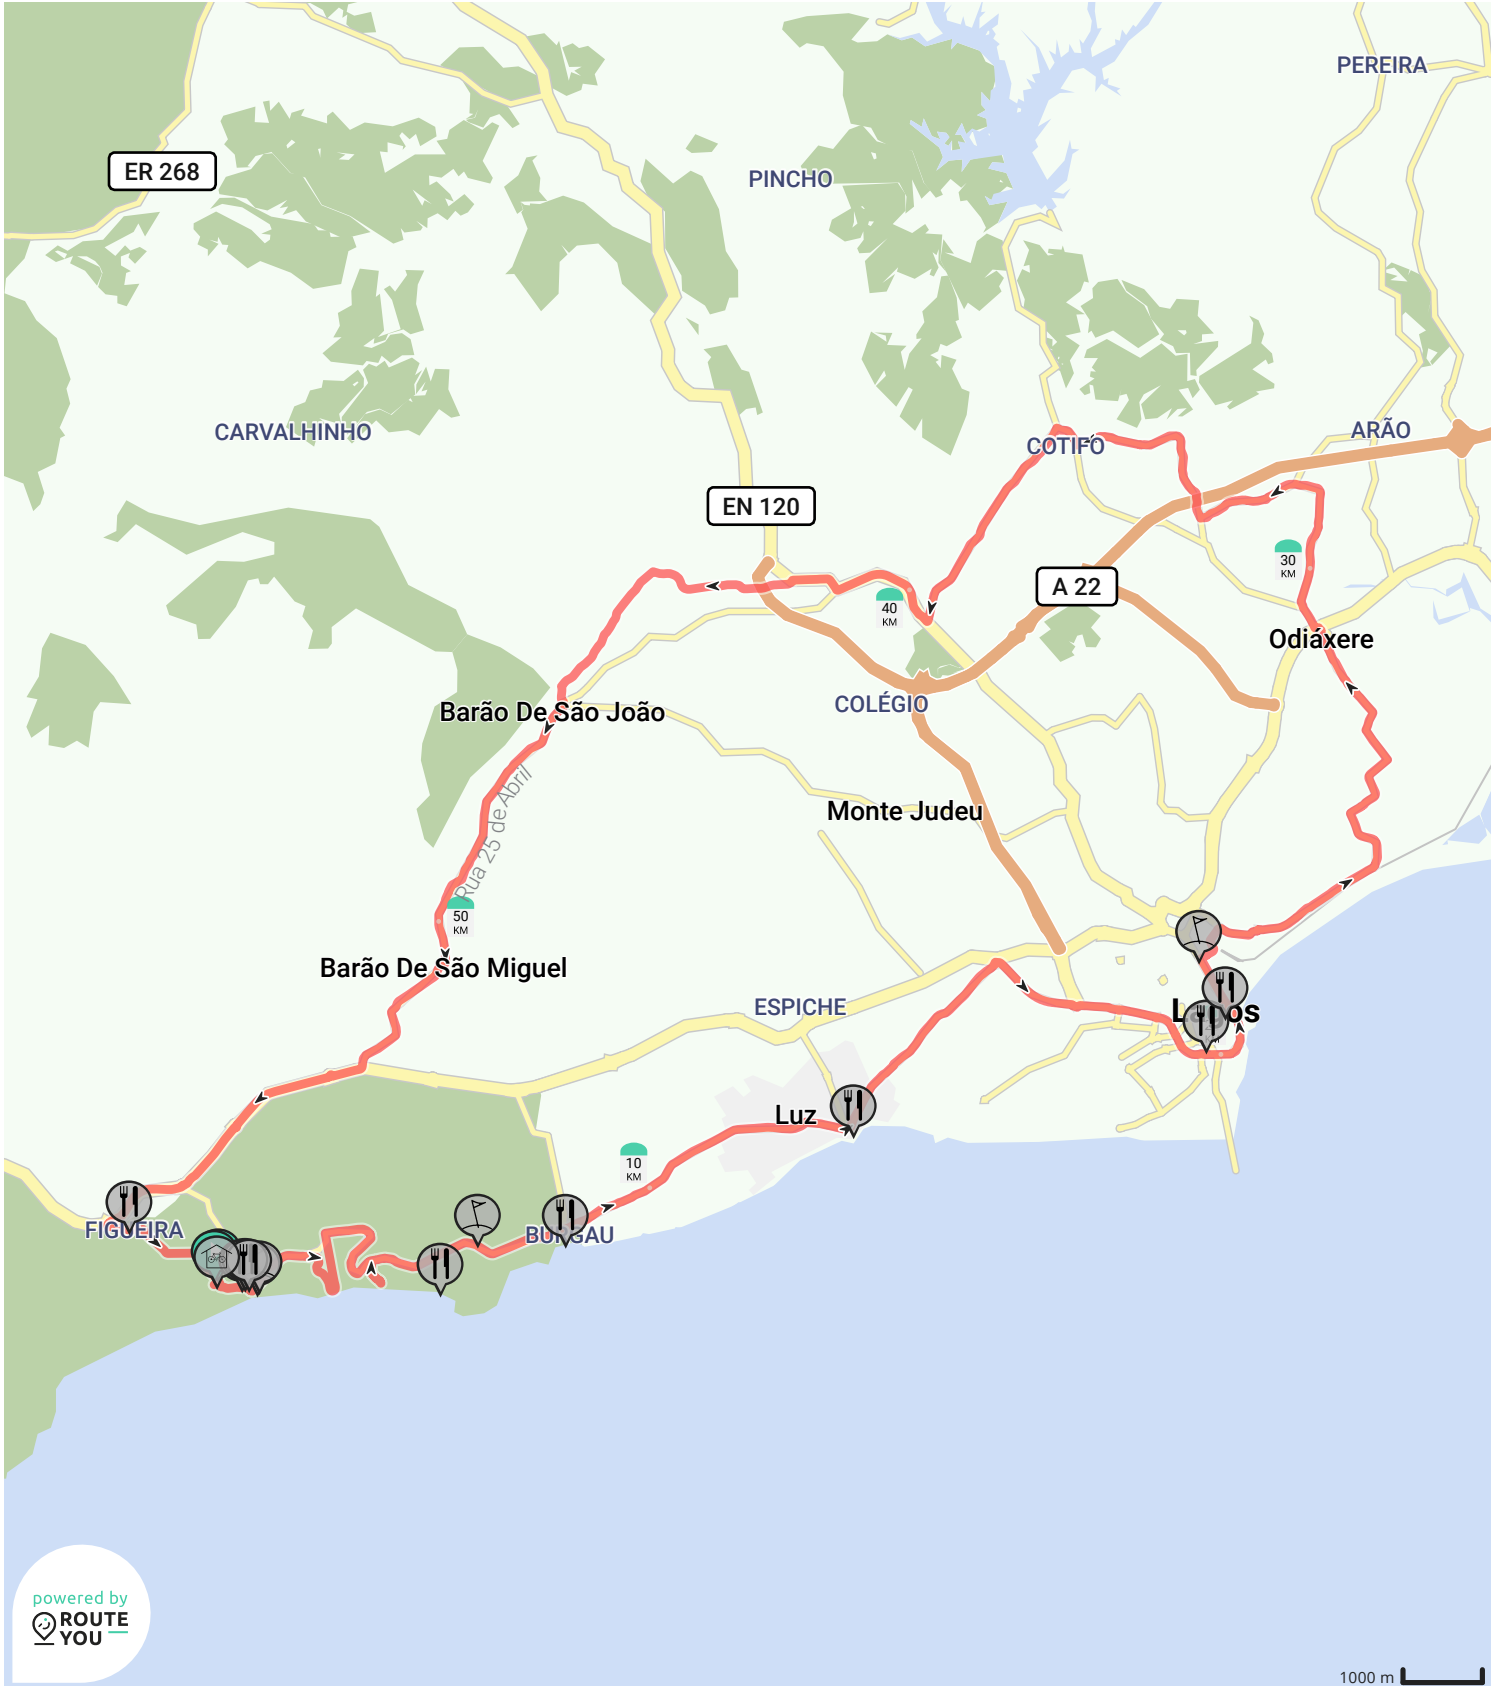 PEREIRA
ER 268
PINCHO
CARVALHINHO
ARÃO
COTIFO
EN 120
30
KM
A 22
40
KM
Odiáxere
COLÉGIO
Barão De São João
Rua 25 de Abril
Monte Judeu
50
KM
Barão De São Miguel
ESPICHE
Lagos
Luz
10
KM
FIGUEIRA
BURGAU
powered by
ROUTE
YOU
1000 m